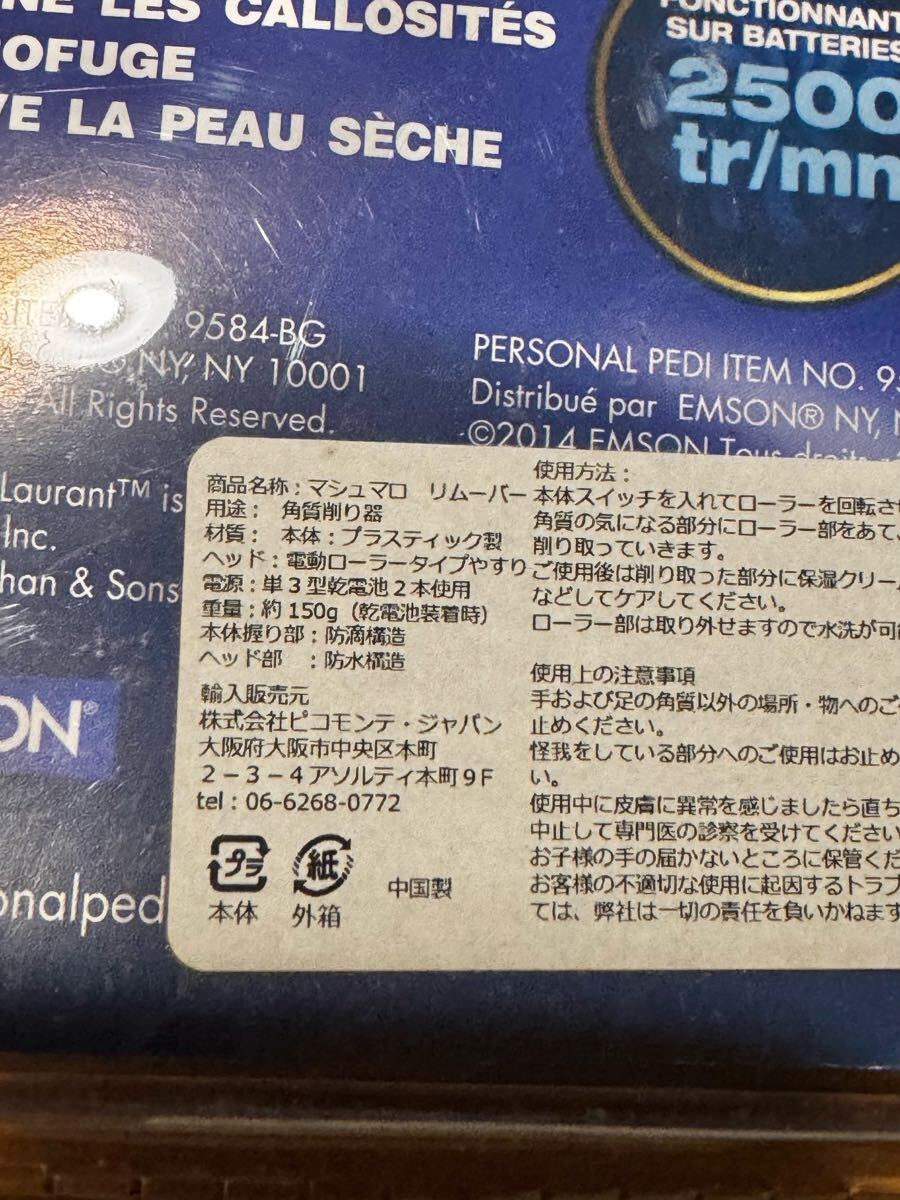 NE LES CALLOSITÉS
OFUGE
VE LA PEAU SÈCHE
FONCTIONNANT
SUR BATTERIES
2500
tr/mn
9584-BG
NY, NY 10001
All Rights Reserved.
PERSONAL PEDI ITEM NO. 95
Distribué par EMSON® NY, N
©2014 EMSON Tous droits
Laurant™ is
Inc.
han & Sons
ON®
onalped
商品名称：マシュマロ リムーバー
用途： 角質削り器
材質： 本体：プラスティック製
ヘッド：電動ローラータイプやすり
電源：単3型乾電池2本使用
重量：約150g（乾電池装着時）
本体握り部：防滴構造
ヘッド部 ：防水構造
輸入販売元
株式会社ピコモンテ・ジャパン
大阪府大阪市中央区本町
2－3－4アソルティ本町9F
tel：06-6268-0772
プラ 紙
本体 外箱 中国製
使用方法：
本体スイッチを入れてローラーを回転させ
角質の気になる部分にローラー部をあて、
削り取っていきます。
ご使用後は削り取った部分に保湿クリーム
などしてケアしてください。
ローラー部は取り外せますので水洗が可能
使用上の注意事項
手および足の角質以外の場所・物へのご
止めください。
怪我をしている部分へのご使用はお止め
い。
使用中に皮膚に異常を感じましたら直ち
中止して専門医の診察を受けてください
お子様の手の届かないところに保管くだ
お客様の不適切な使用に起因するトラブ
ては、弊社は一切の責任を負いかねます